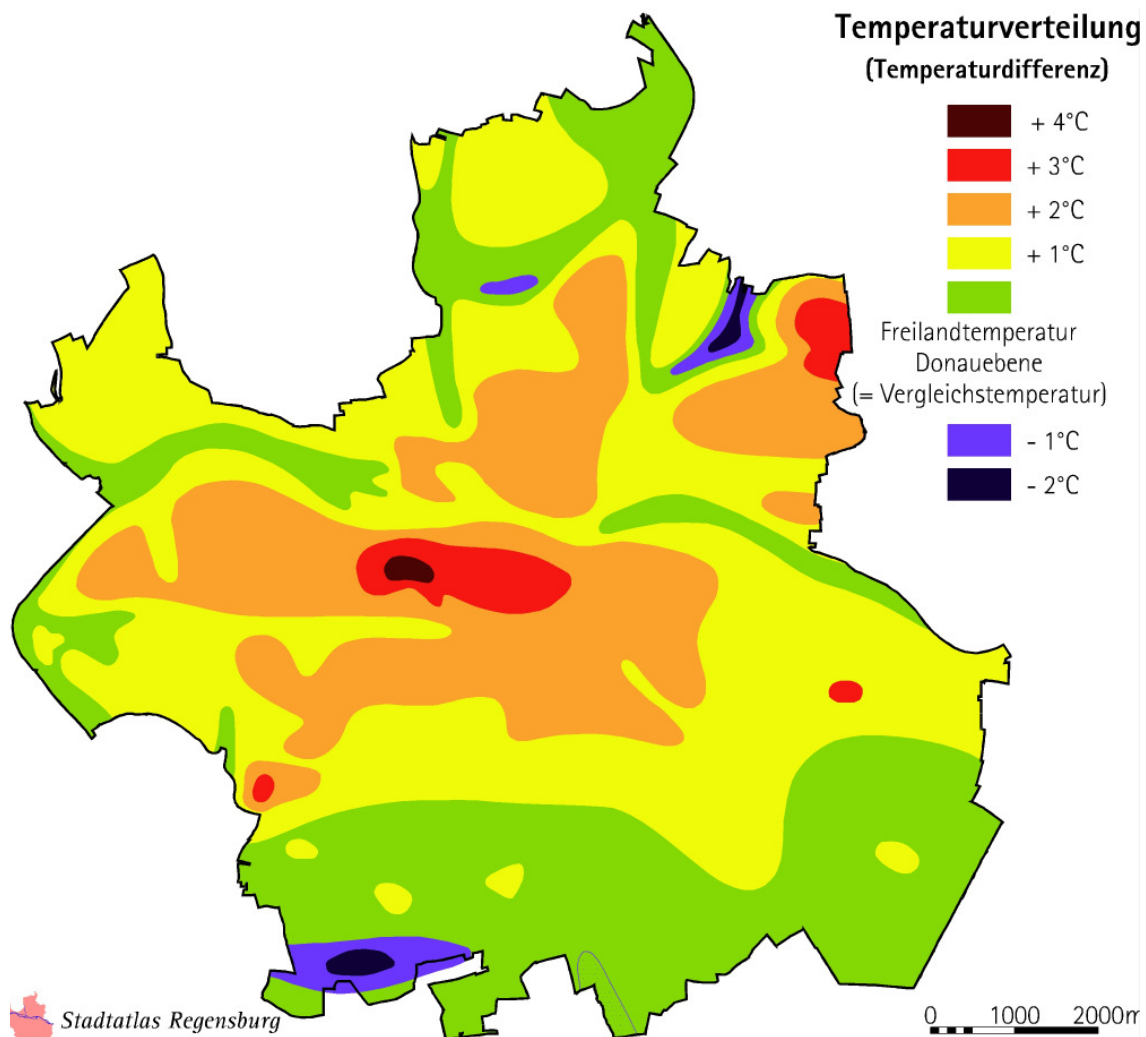 Temperaturverteilung
(Temperaturdifferenz)
+ 4°C
+ 3°C
+ 2°C
+ 1°C
Freilandtemperatur
Donauebene
(= Vergleichstemperatur)
- 1°C
- 2°C
Stadtatlas Regensburg
0 1000 2000m